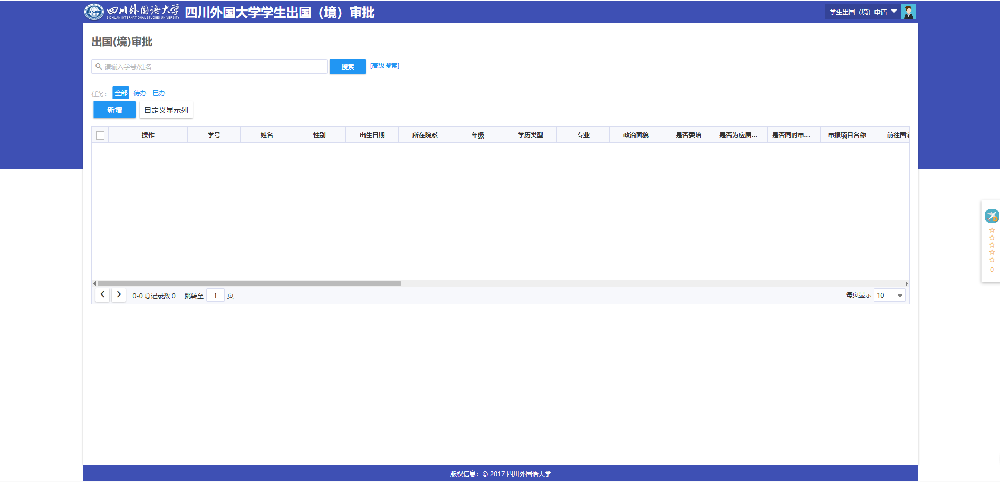 四川外国语大学 SICHUAN INTERNATIONAL STUDIES UNIVERSITY 四川外国大学学生出国（境）审批 学生出国（境）申请
出国(境)审批
请输入学号/姓名 搜索 [高级搜索]
任务： 全部 待办 已办
新增 自定义显示列
操作 学号 姓名 性别 出生日期 所在院系 年级 学历类型 专业 政治面貌 是否委培 是否为应届... 是否同时申... 申报项目名称 前往国家
0
0-0 总记录数 0 跳转至 1 页 每页显示 10
版权信息：© 2017 四川外国语大学